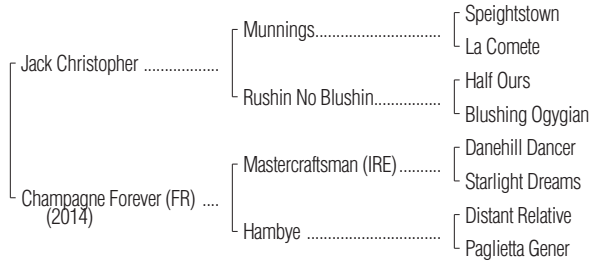 Speightstown
Munnings
La Comete
Jack Christopher
Half Ours
Rushin No Blushin
Blushing Ogygian
Danehill Dancer
Mastercraftsman (IRE)
Starlight Dreams
Champagne Forever (FR)
(2014)
Distant Relative
Hambye
Paglietta Gener